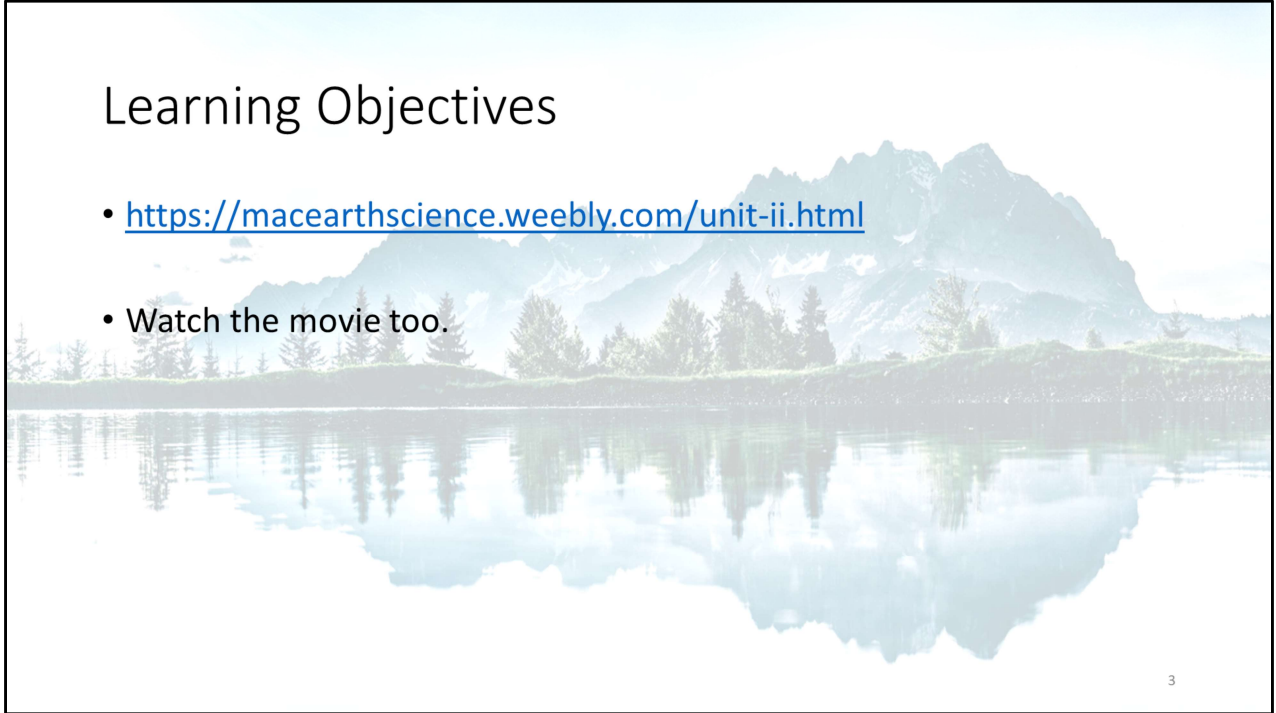 Learning Objectives
• https://macearthscience.weebly.com/unit-ii.html
• Watch the movie too.
3